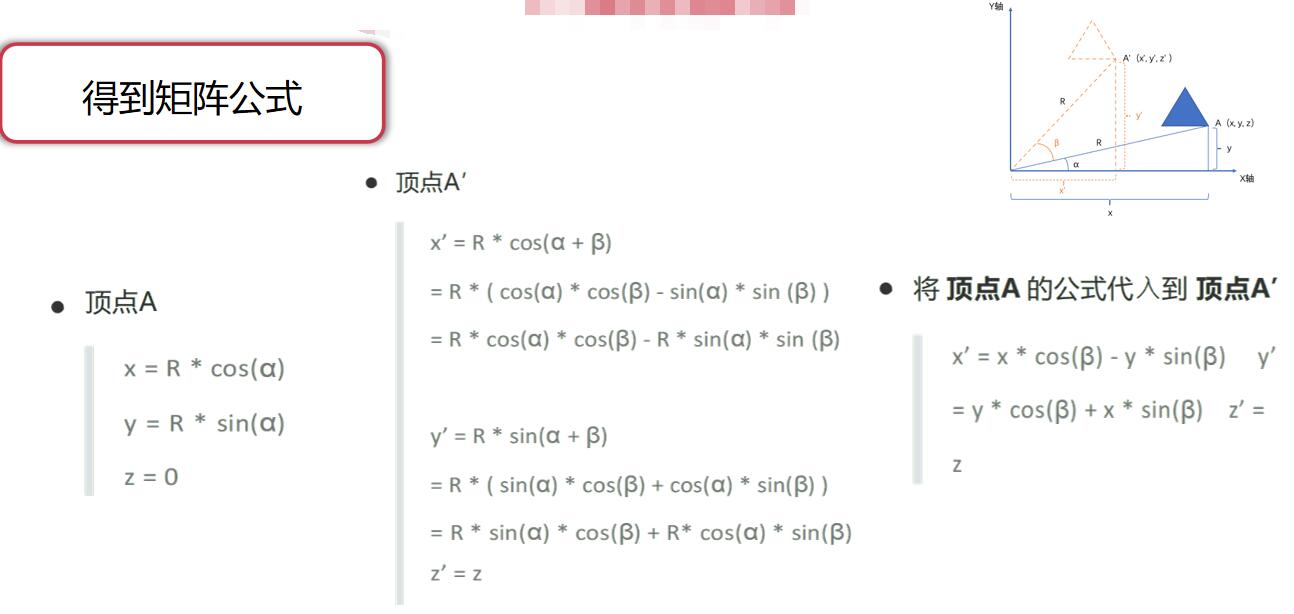 得到矩阵公式
Y轴
A' (x', y', z' )
R
y'
A (x, y, z)
β
R
y
α
X轴
x'
x
顶点A
x = R * cos(α)
y = R * sin(α)
z = 0
顶点A′
x′ = R * cos(α + β)
= R * ( cos(α) * cos(β) - sin(α) * sin (β) )
= R * cos(α) * cos(β) - R * sin(α) * sin (β)
y′ = R * sin(α + β)
= R * ( sin(α) * cos(β) + cos(α) * sin(β) )
= R * sin(α) * cos(β) + R* cos(α) * sin(β)
z′ = z
将 顶点A 的公式代入到 顶点A′
x′ = x * cos(β) - y * sin(β) y′
= y * cos(β) + x * sin(β) z′ =
z